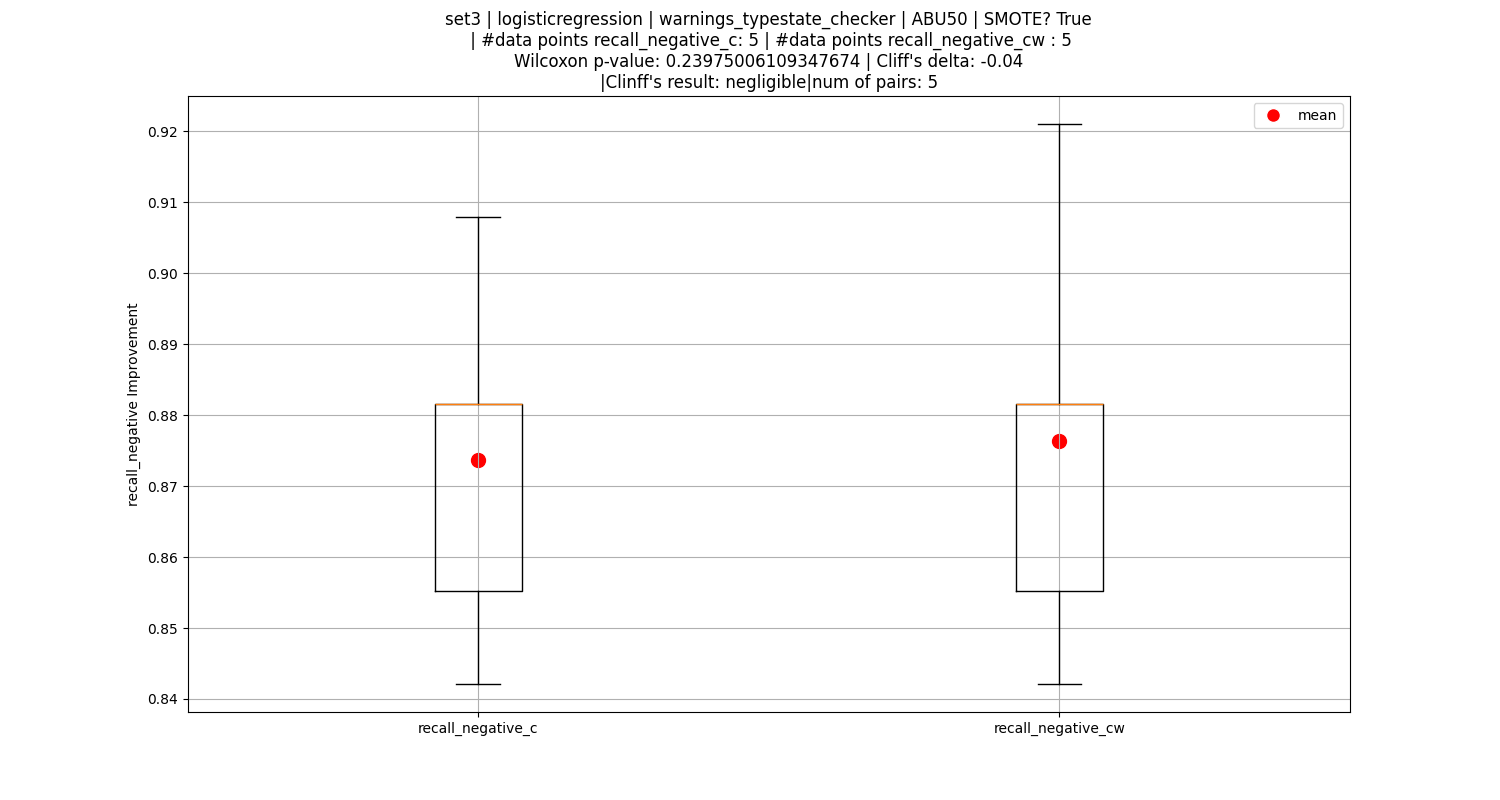 set3 | logisticregression | warnings_typestate_checker | ABU50 | SMOTE? True
| #data points recall_negative_c: 5 | #data points recall_negative_cw : 5
Wilcoxon p-value: 0.23975006109347674 | Cliff's delta: -0.04
|Clinff's result: negligible|num of pairs: 5
mean
0.92
0.91
0.90
0.89
0.88
0.87
0.86
0.85
0.84
recall_negative Improvement
recall_negative_c
recall_negative_cw